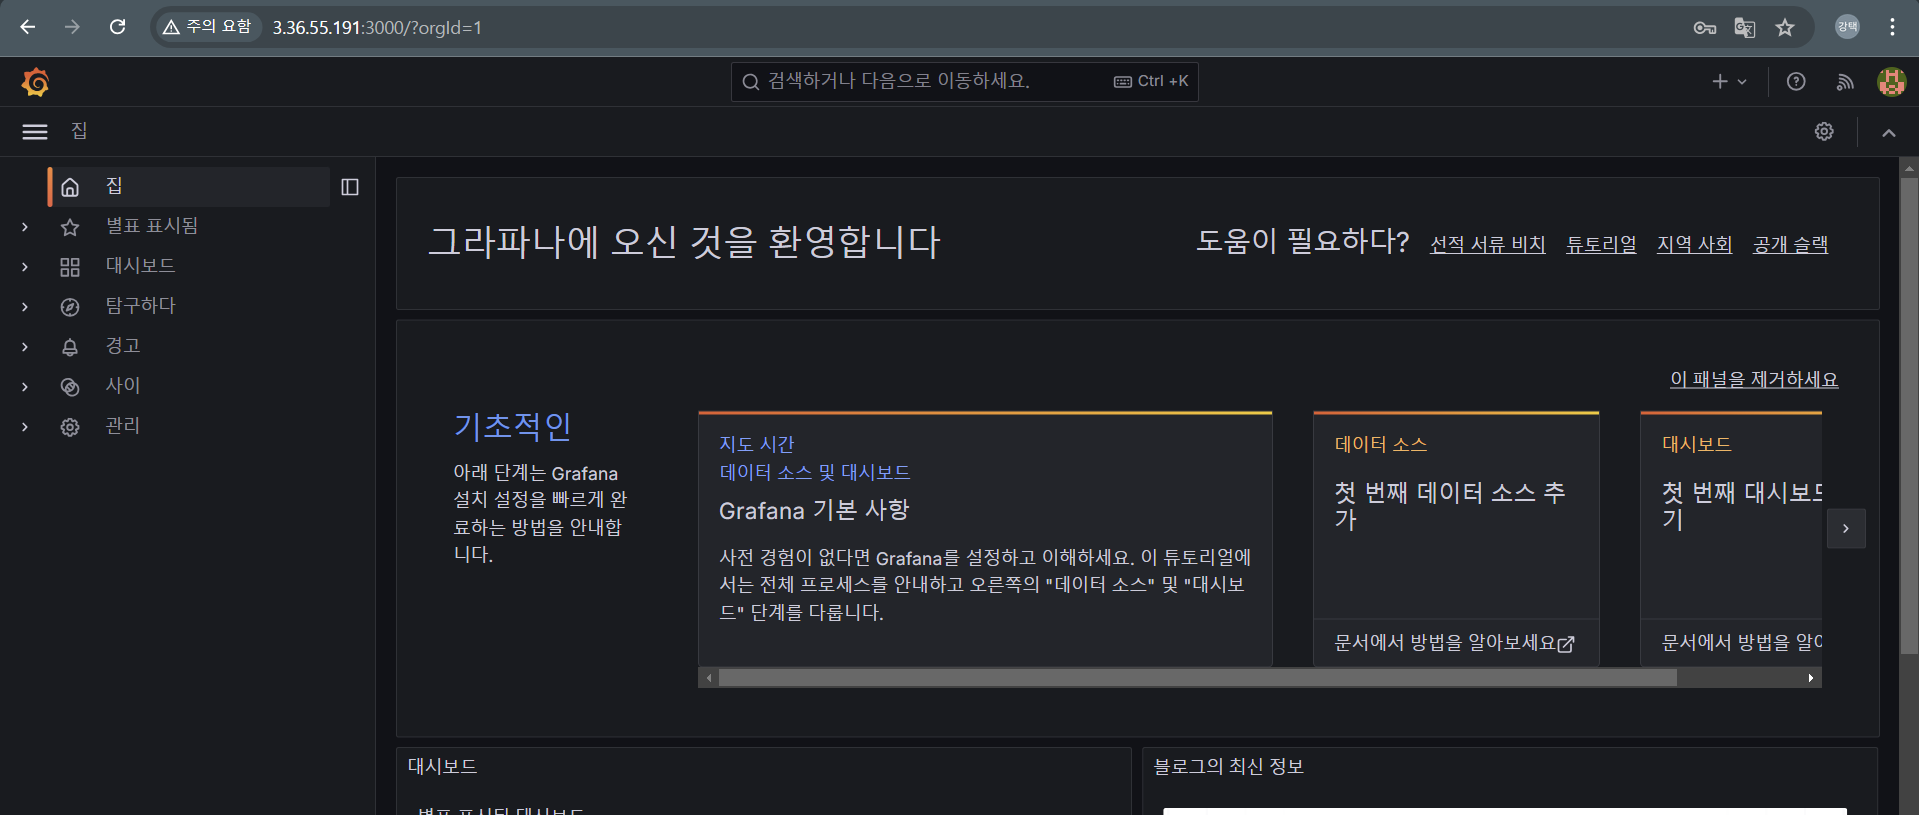 주의 요함
3.36.55.191:3000/?orgId=1
강택
검색하거나 다음으로 이동하세요.
Ctrl +K
집
집
별표 표시됨
대시보드
탐구하다
경고
사이
관리
그라파나에 오신 것을 환영합니다
도움이 필요하다?
선적 서류 비치
튜토리얼
지역 사회
공개 슬랙
이 패널을 제거하세요
기초적인
아래 단계는 Grafana
설치 설정을 빠르게 완
료하는 방법을 안내합
니다.
지도 시간
데이터 소스 및 대시보드
Grafana 기본 사항
사전 경험이 없다면 Grafana를 설정하고 이해하세요. 이 튜토리얼에
서는 전체 프로세스를 안내하고 오른쪽의 "데이터 소스" 및 "대시보
드" 단계를 다룹니다.
데이터 소스
첫 번째 데이터 소스 추
가
문서에서 방법을 알아보세요
대시보드
첫 번째 대시보드
기
문서에서 방법을 알아
대시보드
별표 표시된 대시보드
블로그의 최신 정보